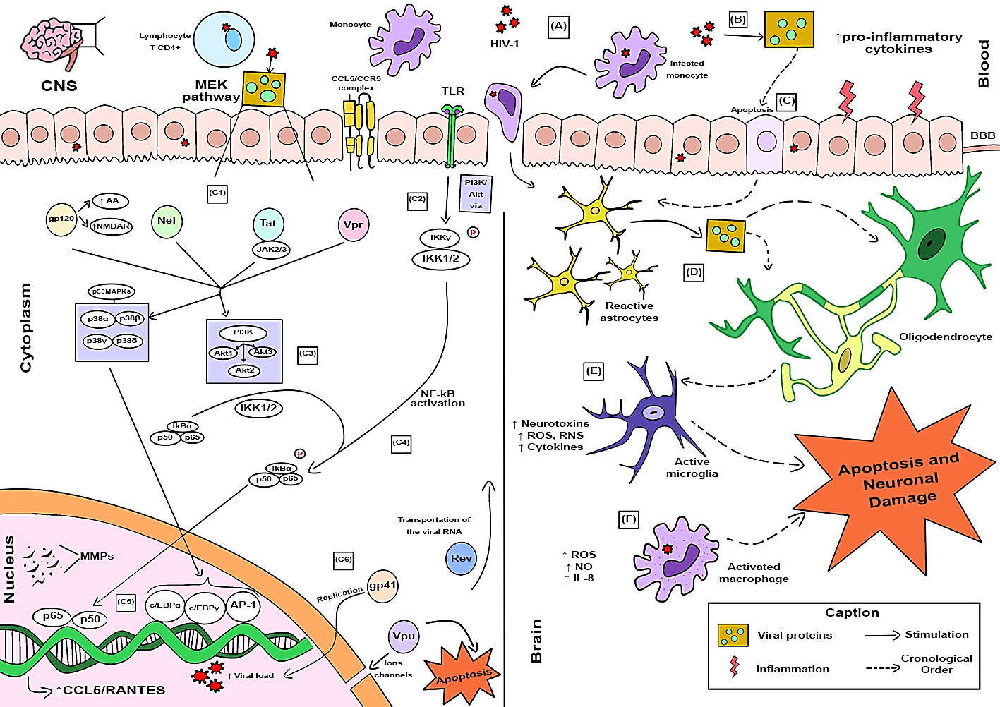 CNS
Lymphocyte
T CD4+
MEK
pathway
Monocyte
CCL5/CCR5
complex
HIV-1
(A)
TLR
Infected
monocyte
(B)
↑pro-inflammatory
cytokines
Blood
(C)
Apoptosis
BBB
(C1)
gp120
↑ AA
↑NMDAR
Nef
Tat
JAK2/3
Vpr
(C2)
PI3K/
Akt
via
IKKγ
P
IKK1/2
p38MAPKs
p38α
p38β
p38γ
p38δ
PI3K
Akt1
Akt3
Akt2
(C3)
Cytoplasm
IKK1/2
NF-kB
activation
IkBα
p50
p65
(C4)
P
IkBα
p50
p65
Nucleus
MMPs
p65
p50
(C5)
c/EBPα
c/EBPγ
AP-1
↑CCL5/RANTES
↑ Viral load
Replication
(C6)
gp41
Transportation of
the viral RNA
Rev
Vpu
Ions
channels
Apoptosis
(D)
Reactive
astrocytes
Oligodendrocyte
(E)
↑ Neurotoxins
↑ ROS, RNS
↑ Cytokines
Active
microglia
Apoptosis and
Neuronal
Damage
(F)
↑ ROS
↑ NO
↑ IL-8
Activated
macrophage
Brain
Caption
Viral proteins
Stimulation
Inflammation
Cronological
Order